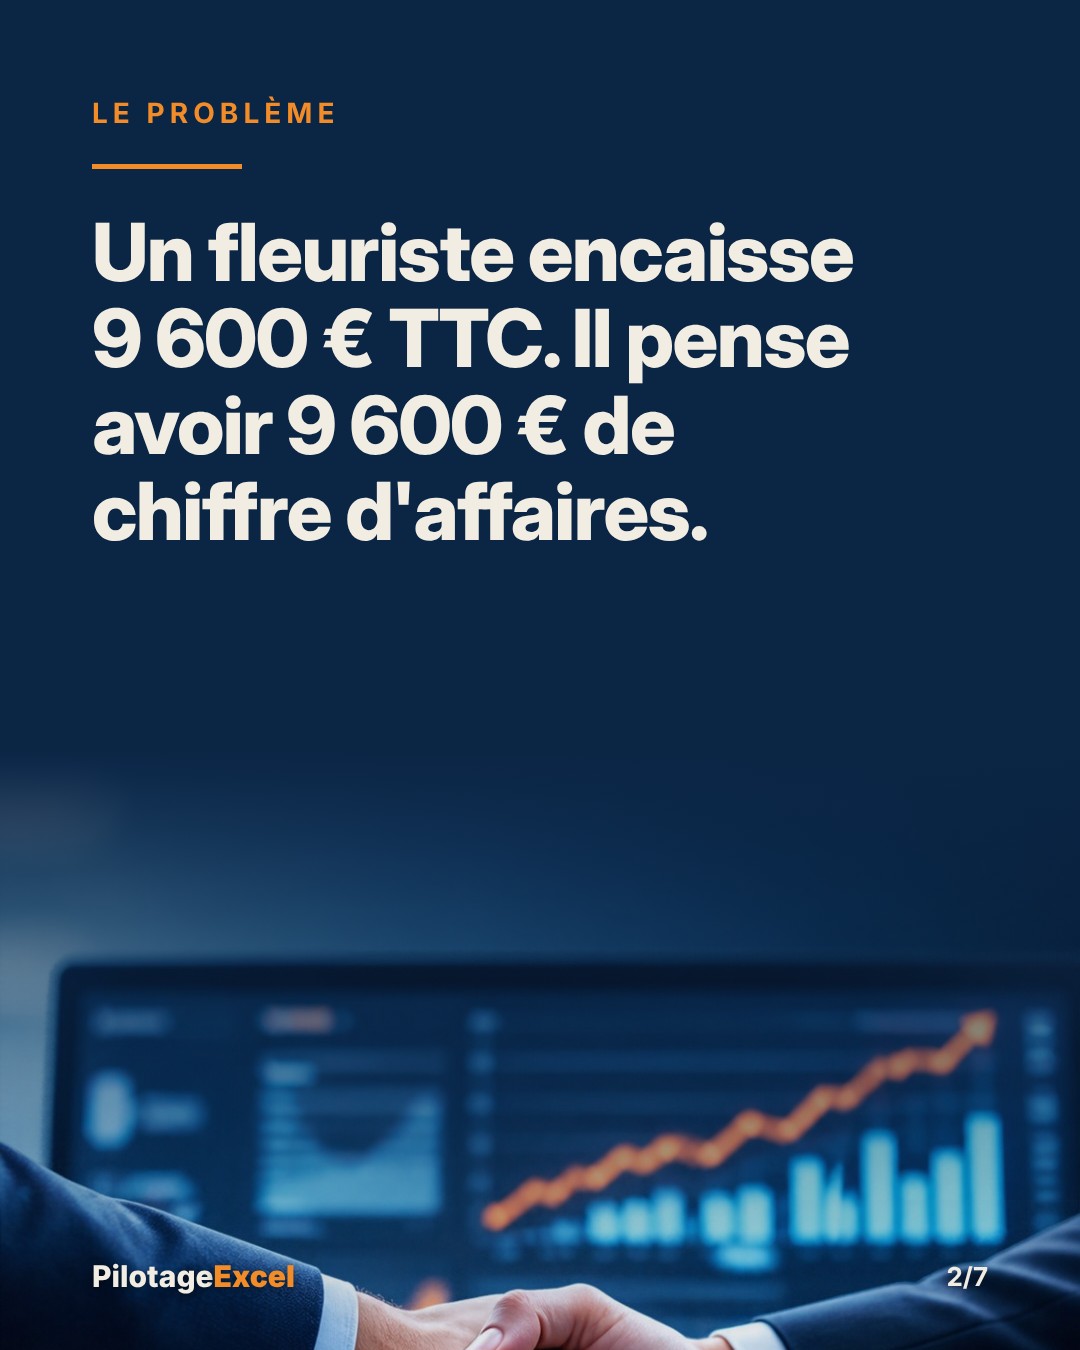 LE PROBLÈME
Un fleuriste encaisse
9 600 € TTC. Il pense
avoir 9 600 € de
chiffre d'affaires.
PilotageExcel
2/7